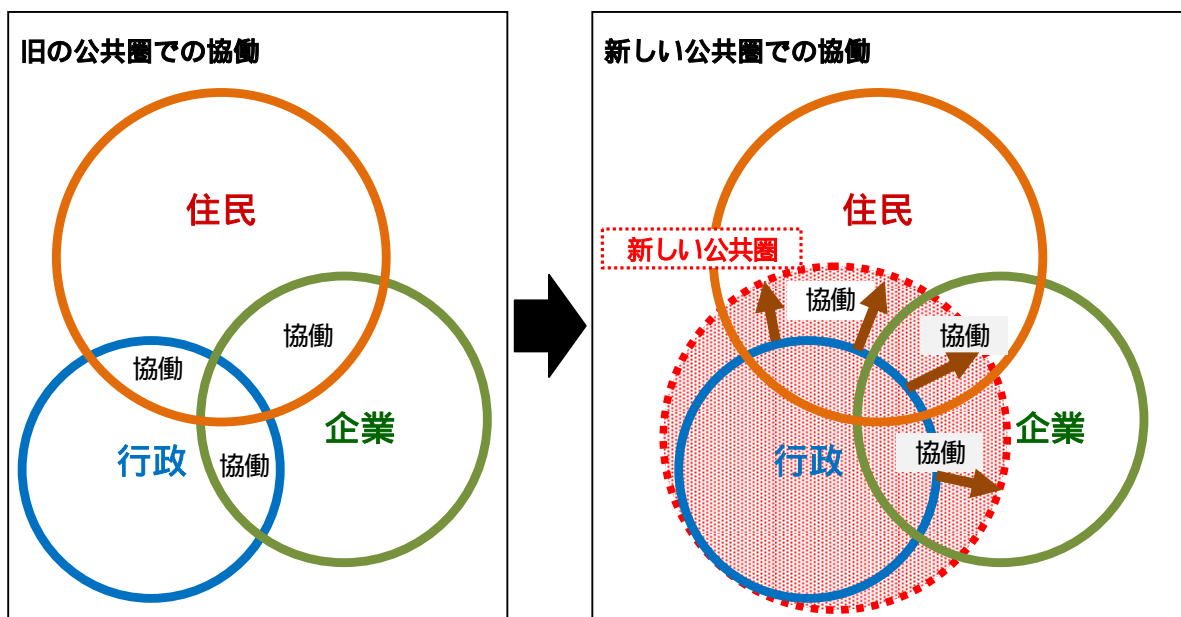 旧の公共圏での協働
住民
協働
協働
企業
行政
協働
新しい公共圏での協働
住民
新しい公共圏
協働
協働
企業
協働
行政